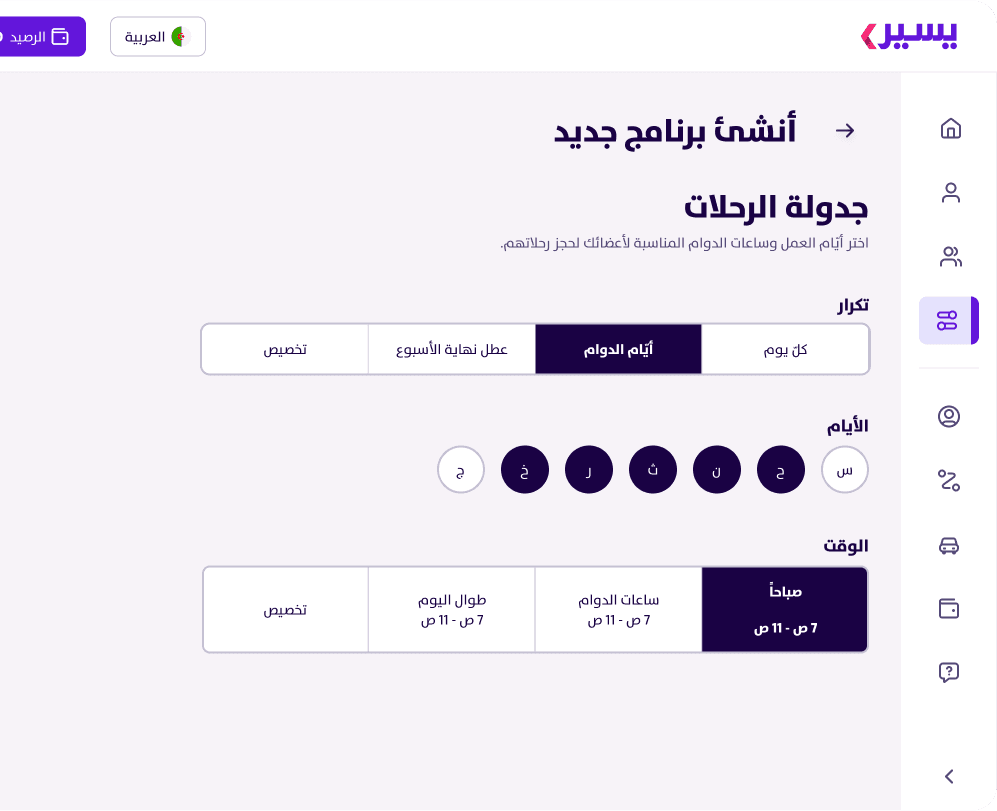 يسير
العربية
الرصيد
أنشئ برنامج جديد
جدولة الرحلات
اختر أيّام العمل وساعات الدوام المناسبة لأعضائك لحجز رحلاتهم.
تكرار
كلّ يوم
أيّام الدوام
عطل نهاية الأسبوع
تخصيص
الأيام
س
ح
ن
ث
ر
خ
ج
الوقت
صباحاً
7 ص - 11 ص
ساعات الدوام
7 ص - 11 ص
طوال اليوم
7 ص - 11 ص
تخصيص